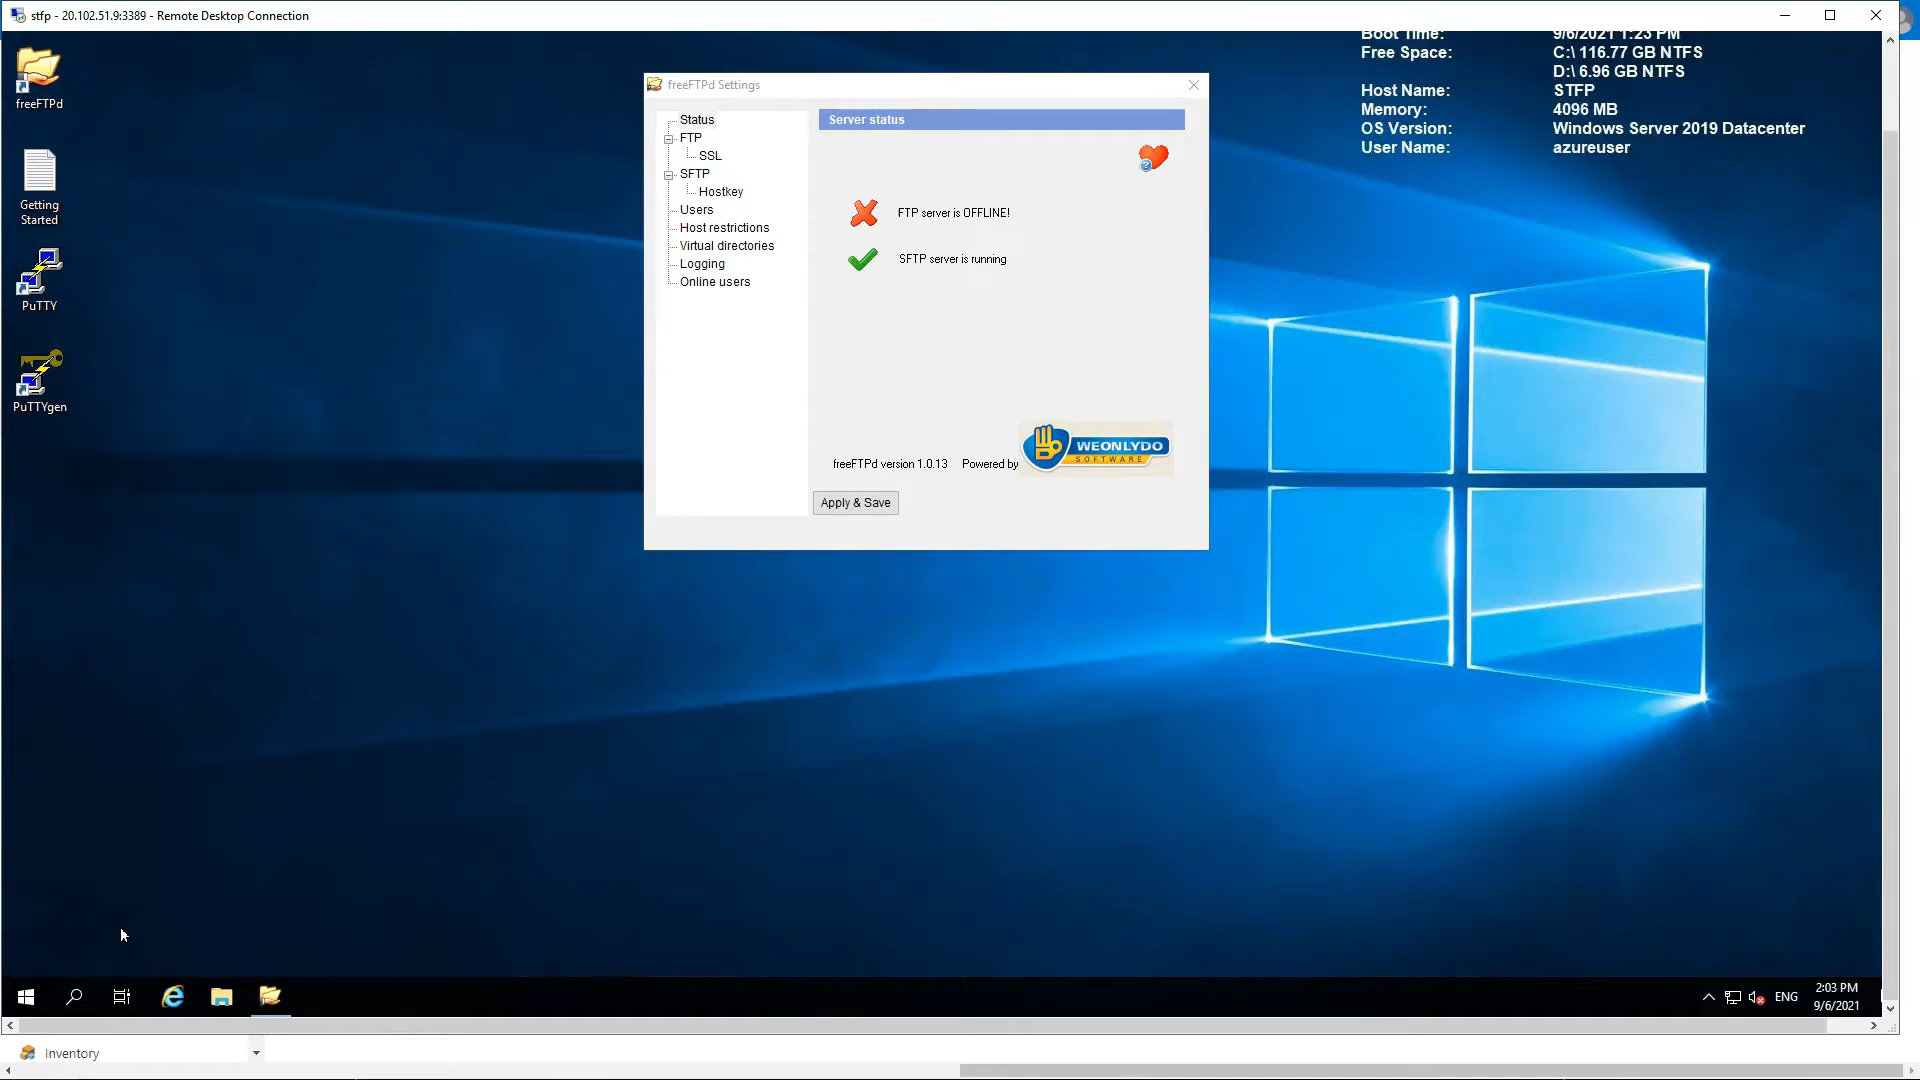 stfp - 20.102.51.9:3389 - Remote Desktop Connection
freeFTPd
Getting
Started
PuTTY
PuTTYgen
Boot Time: 9/6/2021 1:23 PM
Free Space: C:\ 116.77 GB NTFS
D:\ 6.96 GB NTFS
Host Name: STFP
Memory: 4096 MB
OS Version: Windows Server 2019 Datacenter
User Name: azureuser
freeFTPd Settings
Status
FTP
SSL
SFTP
Hostkey
Users
Host restrictions
Virtual directories
Logging
Online users
Server status
FTP server is OFFLINE!
SFTP server is running
freeFTPd version 1.0.13 Powered by
WEONLYDO
SOFTWARE
Apply & Save
ENG
2:03 PM
9/6/2021
Inventory